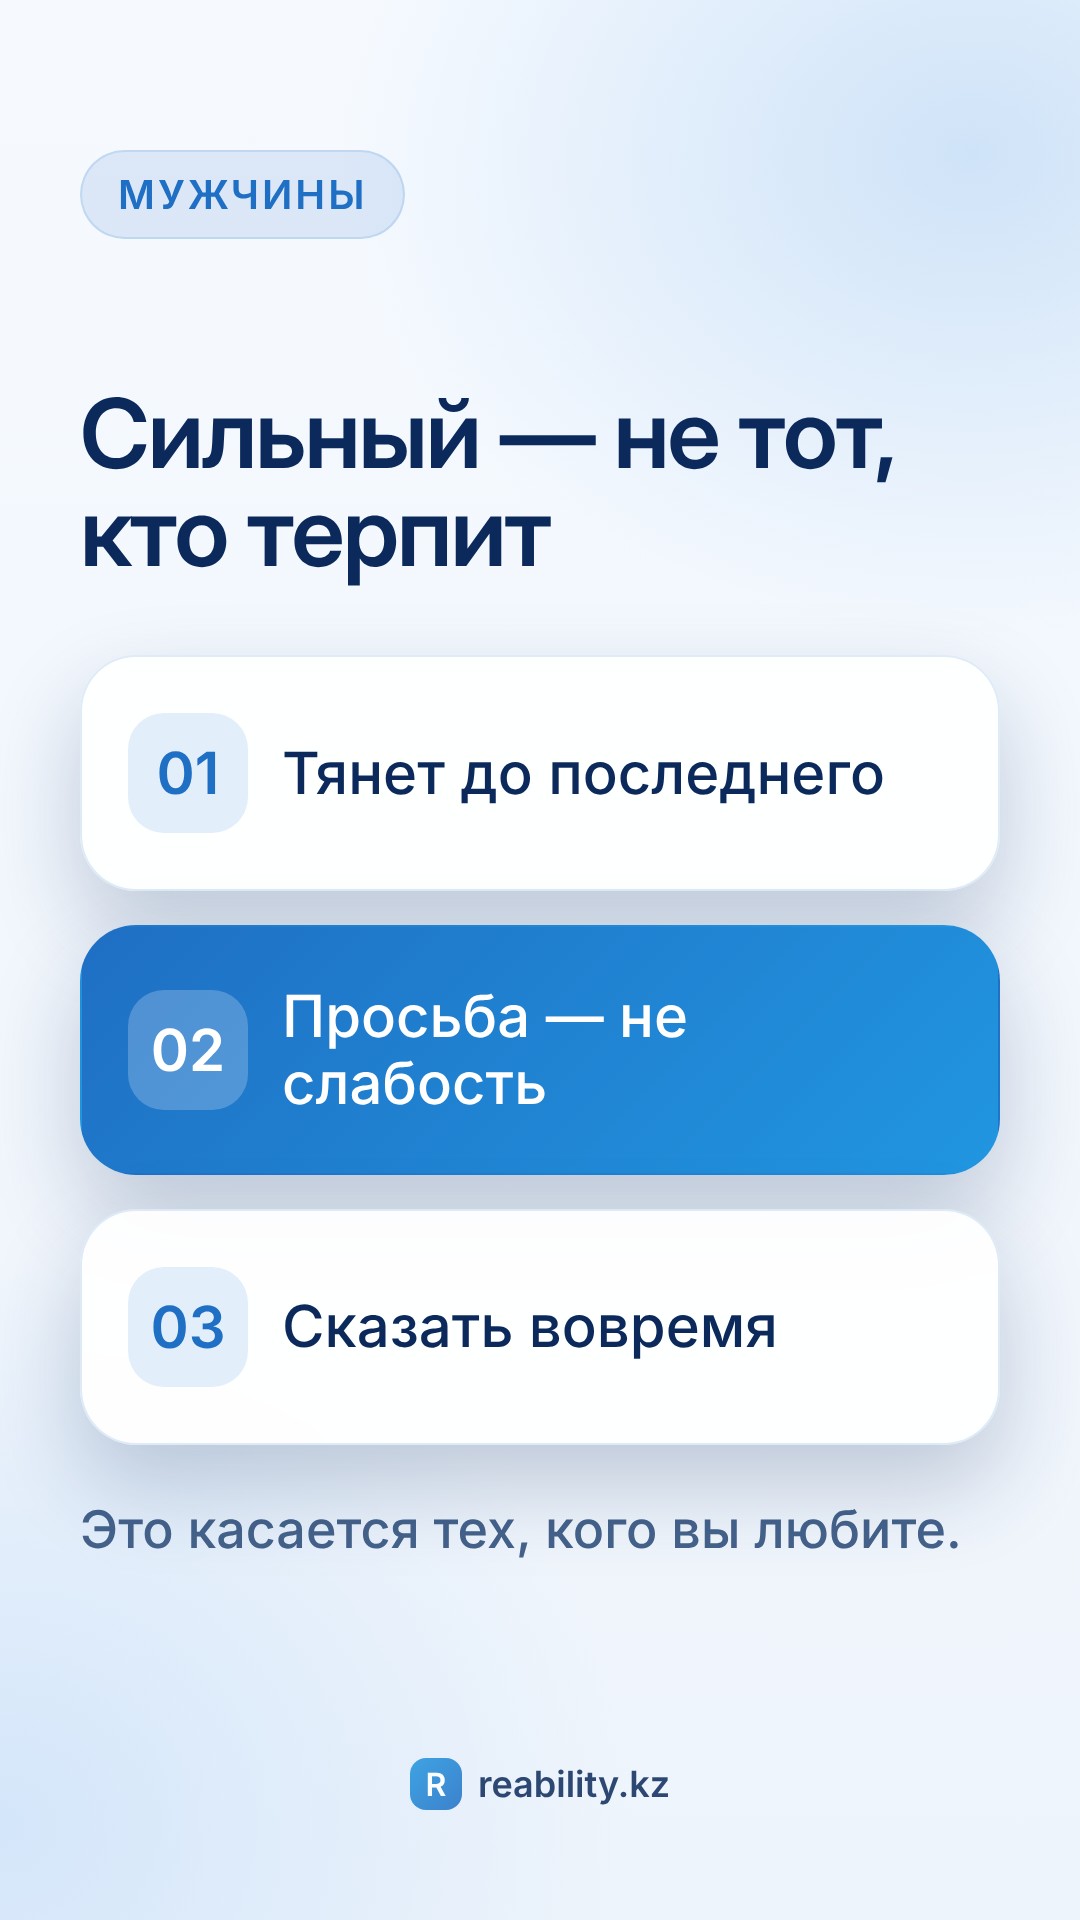 МУЖЧИНЫ
Сильный — не тот,
кто терпит
01 Тянет до последнего
02 Просьба — не
слабость
03 Сказать вовремя
Это касается тех, кого вы любите.
R reability.kz